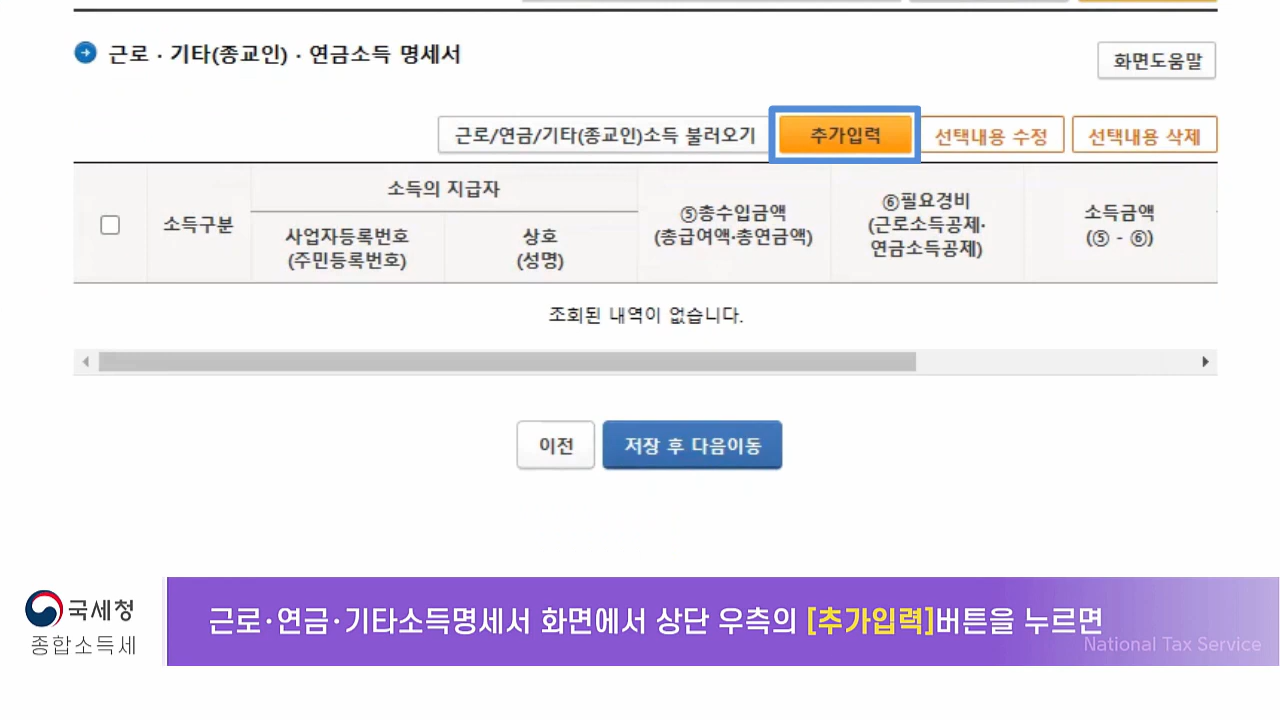 근로 · 기타(종교인) · 연금소득 명세서
화면도움말
근로/연금/기타(종교인)소득 불러오기
추가입력
선택내용 수정
선택내용 삭제
소득구분
소득의 지급자
사업자등록번호
(주민등록번호)
상호
(성명)
⑤총수입금액
(총급여액·총연금액)
⑥필요경비
(근로소득공제·
연금소득공제)
소득금액
(⑤ - ⑥)
조회된 내역이 없습니다.
이전
저장 후 다음이동
국세청
종합소득세
근로·연금·기타소득명세서 화면에서 상단 우측의 [추가입력]버튼을 누르면
National Tax Service